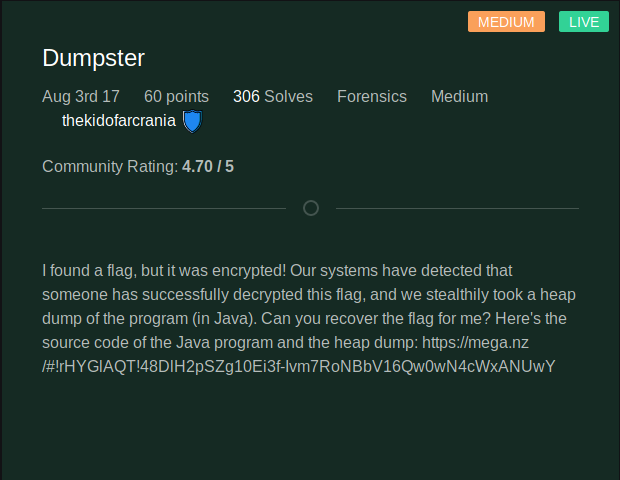 MEDIUM LIVE
Dumpster
Aug 3rd 17 60 points 306 Solves Forensics Medium
thekidofarcrania
Community Rating: 4.70 / 5
I found a flag, but it was encrypted! Our systems have detected that
someone has successfully decrypted this flag, and we stealthily took a heap
dump of the program (in Java). Can you recover the flag for me? Here's the
source code of the Java program and the heap dump: https://mega.nz
/#!rHYGlAQT!48DlH2pSZg10Ei3f-lvm7RoNBbV16Qw0wN4cWxANUwY